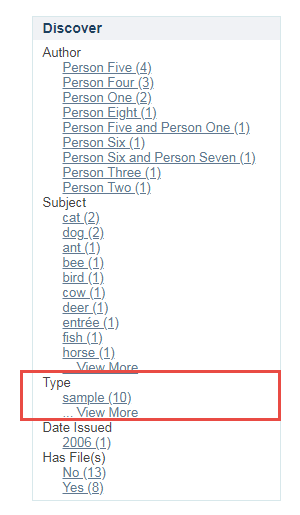 Discover
Author
Person Five (4)
Person Four (3)
Person One (2)
Person Eight (1)
Person Five and Person One (1)
Person Six (1)
Person Six and Person Seven (1)
Person Three (1)
Person Two (1)
Subject
cat (2)
dog (2)
ant (1)
bee (1)
bird (1)
cow (1)
deer (1)
entrée (1)
fish (1)
horse (1)
... View More
Type
sample (10)
... View More
Date Issued
2006 (1)
Has File(s)
No (13)
Yes (8)